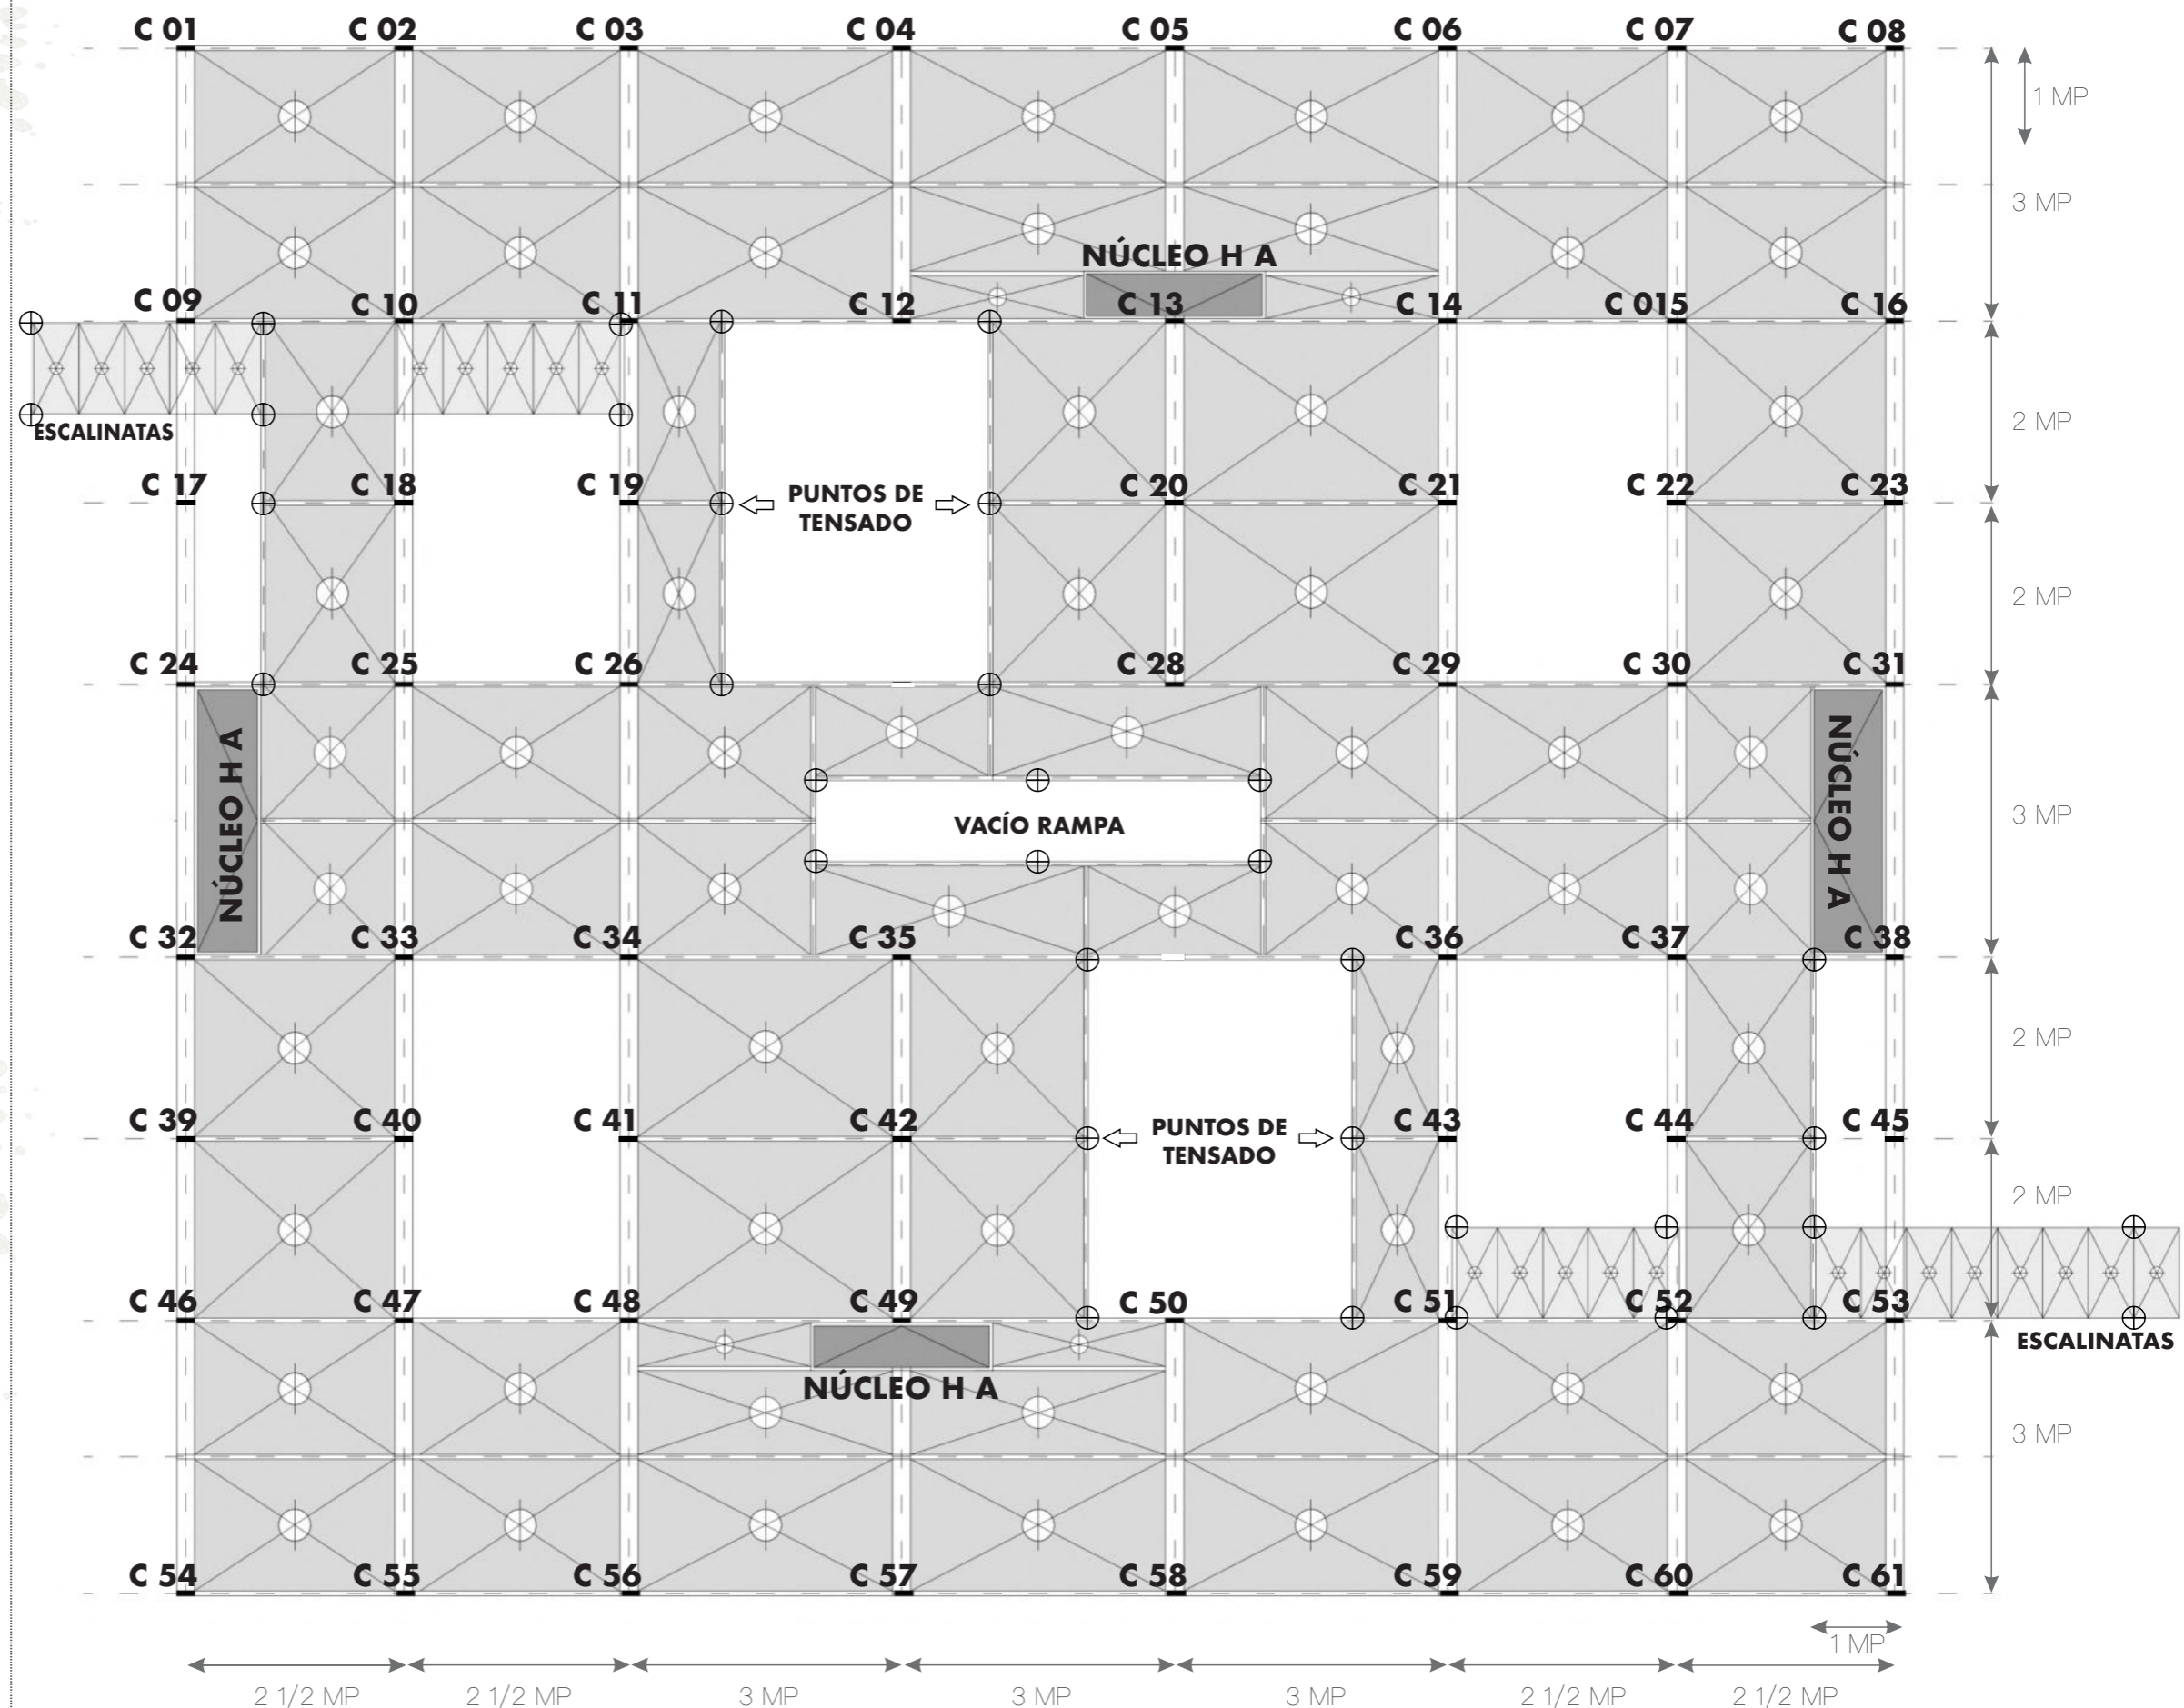 C 01 C 02 C 03 C 04 C 05 C 06 C 07 C 08
1 MP
3 MP
NÚCLEO H A
C 09 C 10 C 11 C 12 C 13 C 14 C 015 C 16
2 MP
ESCALINATAS
C 17 C 18 C 19 C 20 C 21 C 22 C 23
PUNTOS DE
TENSADO
2 MP
C 24 C 25 C 26 C 28 C 29 C 30 C 31
NÚCLEO H A
VACÍO RAMPA
NÚCLEO H A
3 MP
C 32 C 33 C 34 C 35 C 36 C 37 C 38
2 MP
C 39 C 40 C 41 C 42 C 43 C 44 C 45
PUNTOS DE
TENSADO
2 MP
C 46 C 47 C 48 C 49 C 50 C 51 C 52 C 53
ESCALINATAS
NÚCLEO H A
3 MP
C 54 C 55 C 56 C 57 C 58 C 59 C 60 C 61
1 MP
2 1/2 MP 2 1/2 MP 3 MP 3 MP 3 MP 2 1/2 MP 2 1/2 MP